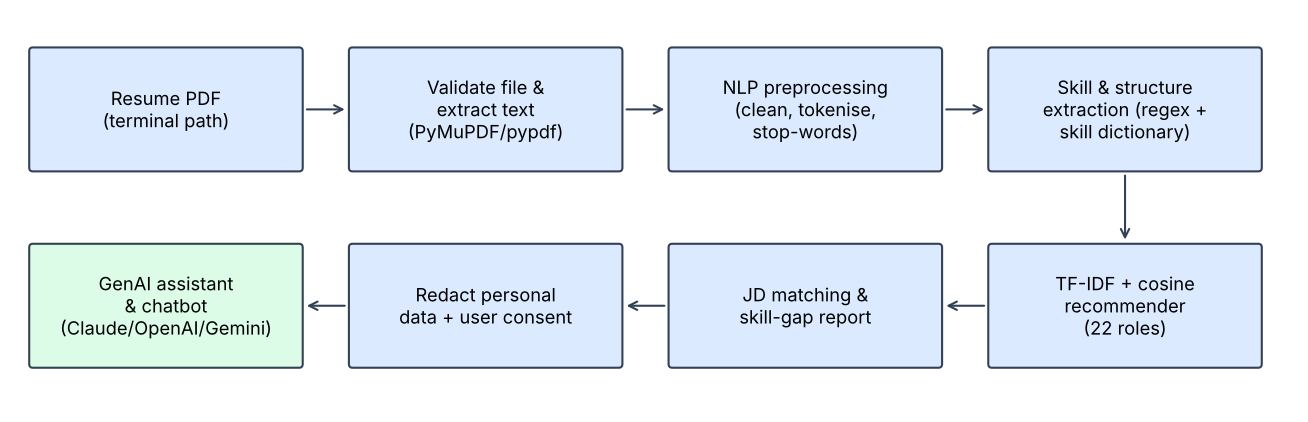 Resume PDF
(terminal path)
Validate file &
extract text
(PyMuPDF/pypdf)
NLP preprocessing
(clean, tokenise,
stop-words)
Skill & structure
extraction (regex +
skill dictionary)
TF-IDF + cosine
recommender
(22 roles)
JD matching &
skill-gap report
Redact personal
data + user consent
GenAI assistant
& chatbot
(Claude/OpenAI/Gemini)